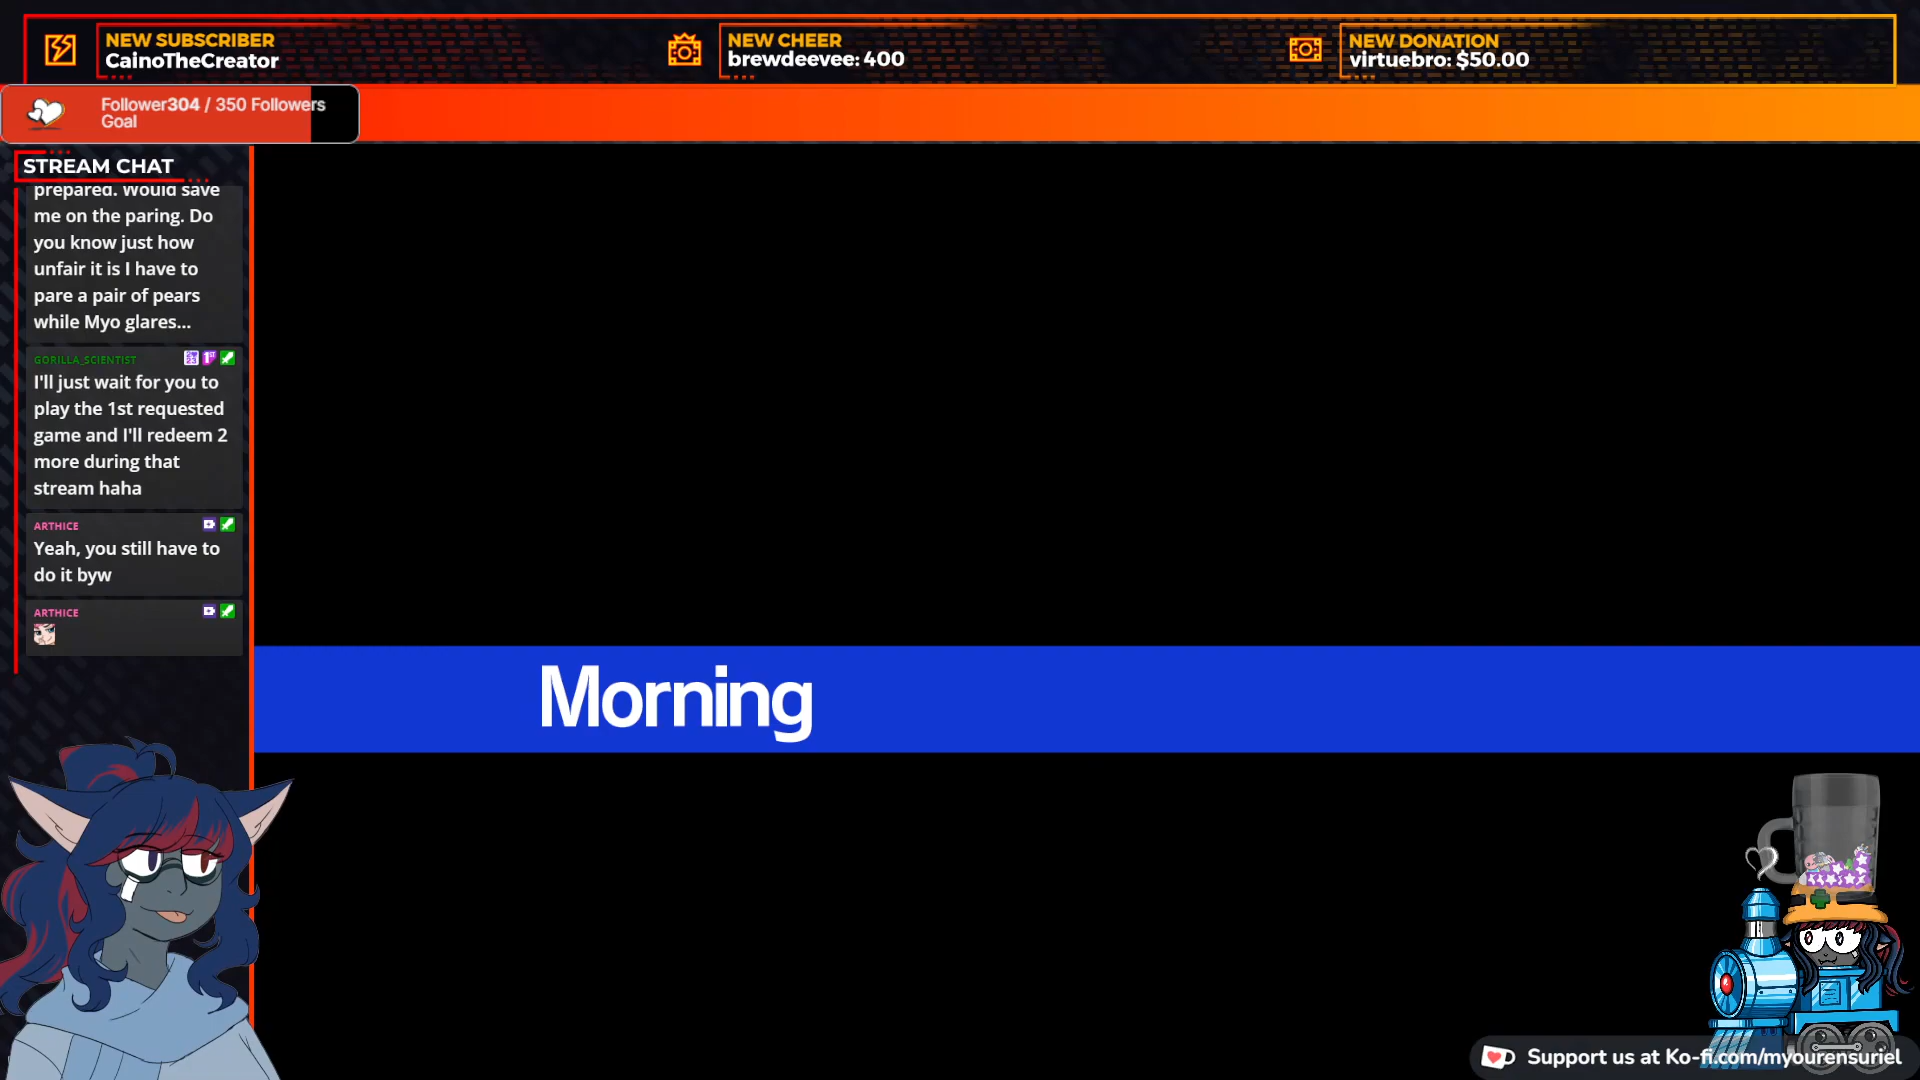 NEW SUBSCRIBER
CainoTheCreator
NEW CHEER
brewdeevee: 400
NEW DONATION
virtuebro: $50.00
Follower304 / 350 Followers
Goal
STREAM CHAT
prepared. Would save
me on the paring. Do
you know just how
unfair it is I have to
pare a pair of pears
while Myo glares...
GORILLA_SCIENTIST
I'll just wait for you to
play the 1st requested
game and I'll redeem 2
more during that
stream haha
ARTHICE
Yeah, you still have to
do it byw
ARTHICE
Morning
Support us at Ko-fi.com/myourensuriel